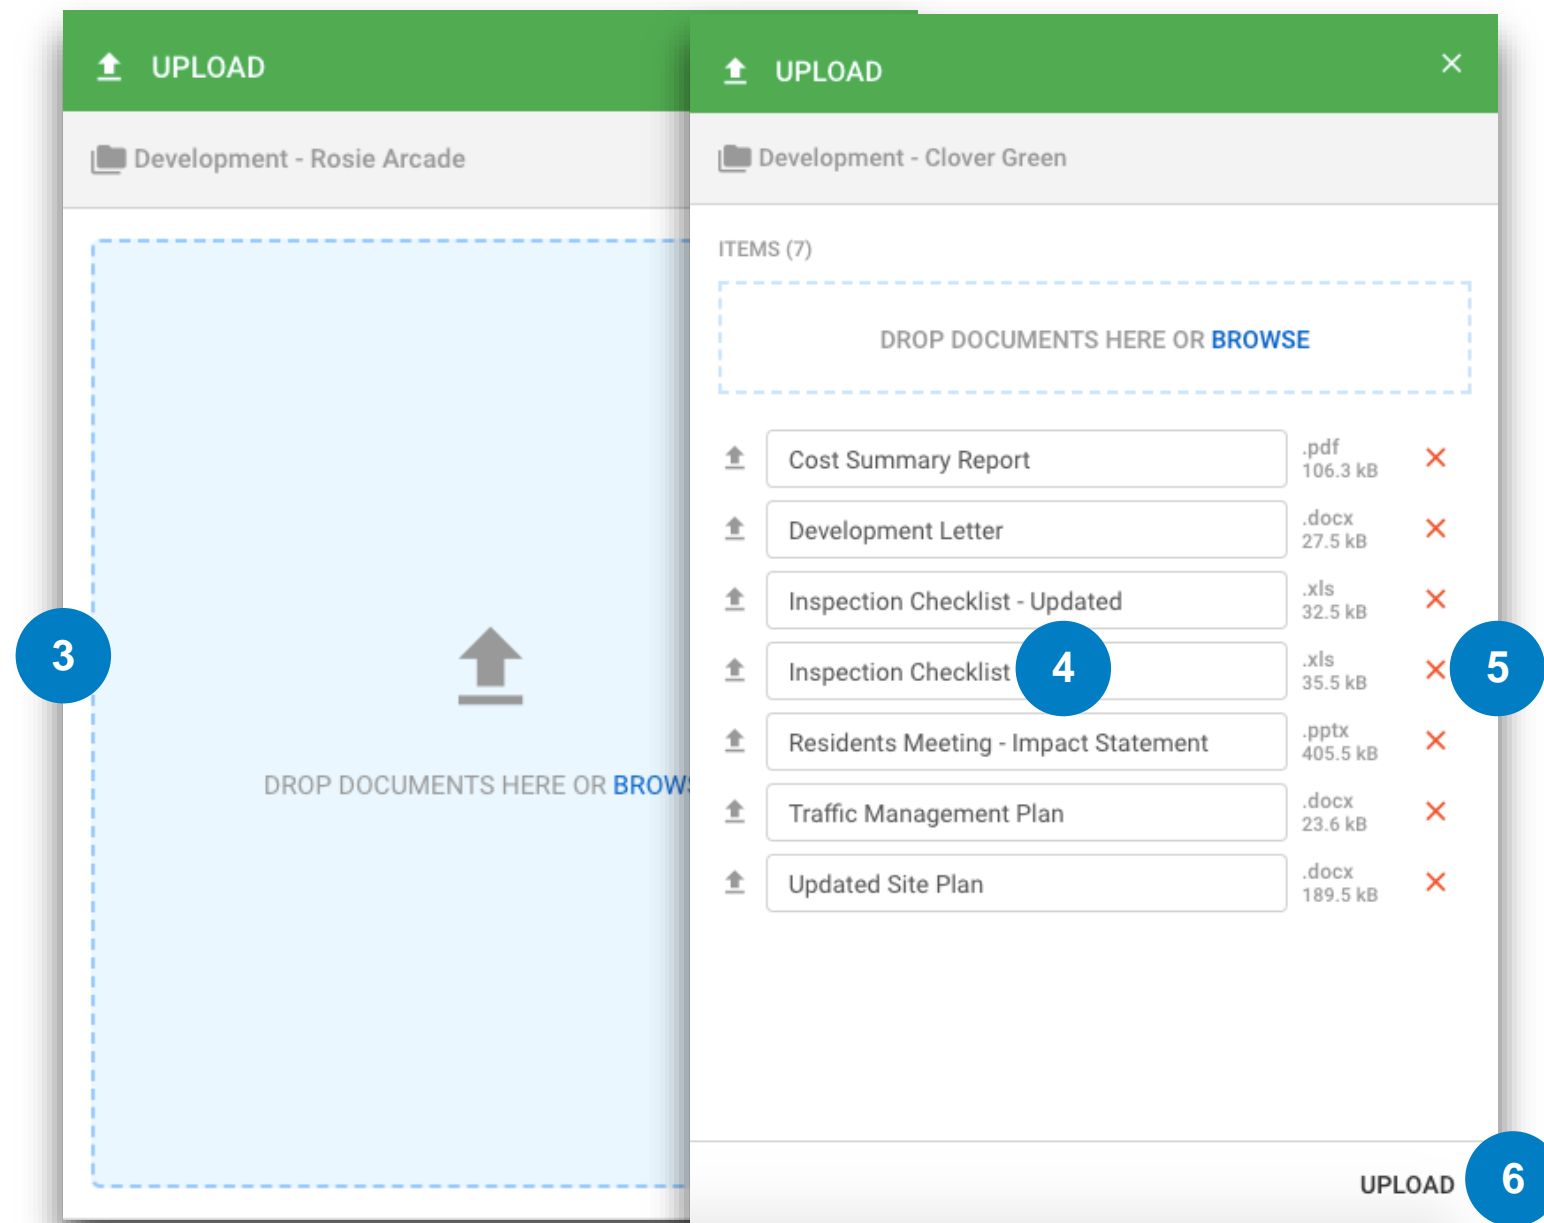 UPLOAD
Development - Rosie Arcade
DROP DOCUMENTS HERE OR BROWS
3
UPLOAD
Development - Clover Green
ITEMS (7)
DROP DOCUMENTS HERE OR BROWSE
Cost Summary Report .pdf 106.3 kB
Development Letter .docx 27.5 kB
Inspection Checklist - Updated .xls 32.5 kB
Inspection Checklist 4 .xls 35.5 kB 5
Residents Meeting - Impact Statement .pptx 405.5 kB
Traffic Management Plan .docx 23.6 kB
Updated Site Plan .docx 189.5 kB
UPLOAD 6